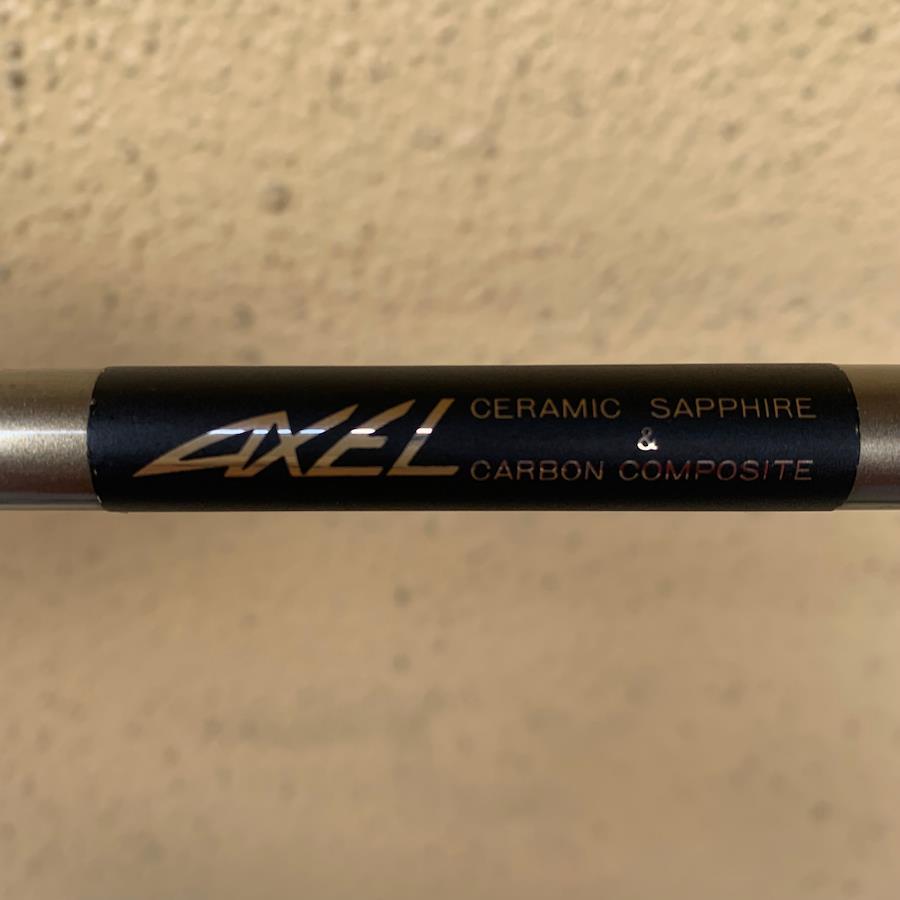 AXEL
CERAMIC SAPPHIRE
&
CARBON COMPOSITE